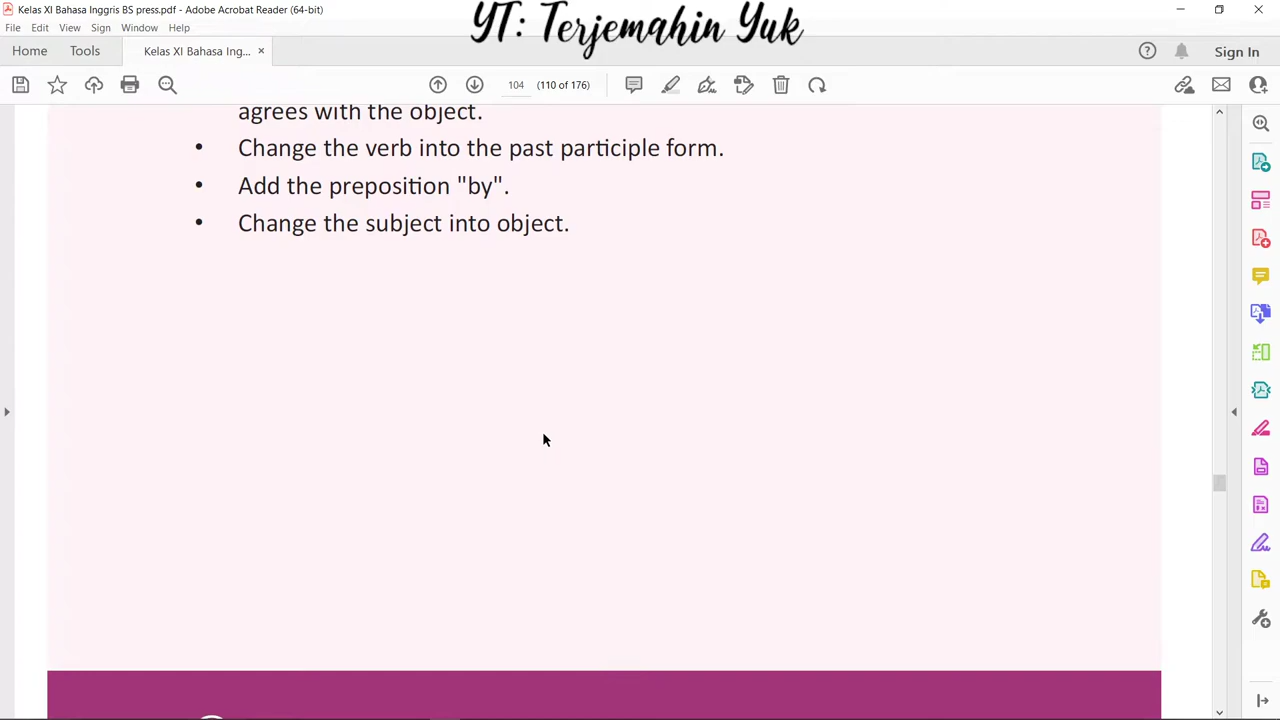 Kelas XI Bahasa Inggris BS press.pdf - Adobe Acrobat Reader (64-bit)
YT: Terjemahin Yuk
File Edit View Sign Window Help
Home Tools Kelas XI Bahasa Ing... × Sign In
104 (110 of 176)
agrees with the object.
• Change the verb into the past participle form.
• Add the preposition "by".
• Change the subject into object.